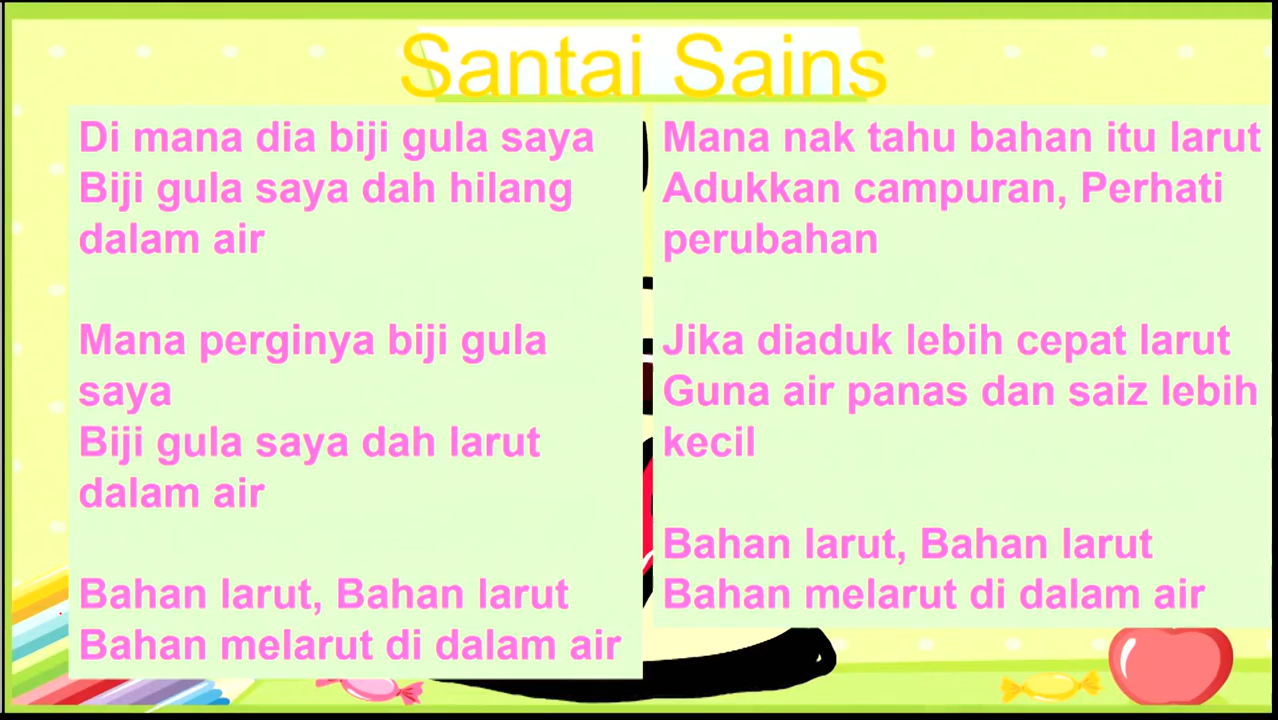 Santai Sains
Di mana dia biji gula saya
Biji gula saya dah hilang
dalam air
Mana perginya biji gula
saya
Biji gula saya dah larut
dalam air
Bahan larut, Bahan larut
Bahan melarut di dalam air
Mana nak tahu bahan itu larut
Adukkan campuran, Perhati
perubahan
Jika diaduk lebih cepat larut
Guna air panas dan saiz lebih
kecil
Bahan larut, Bahan larut
Bahan melarut di dalam air